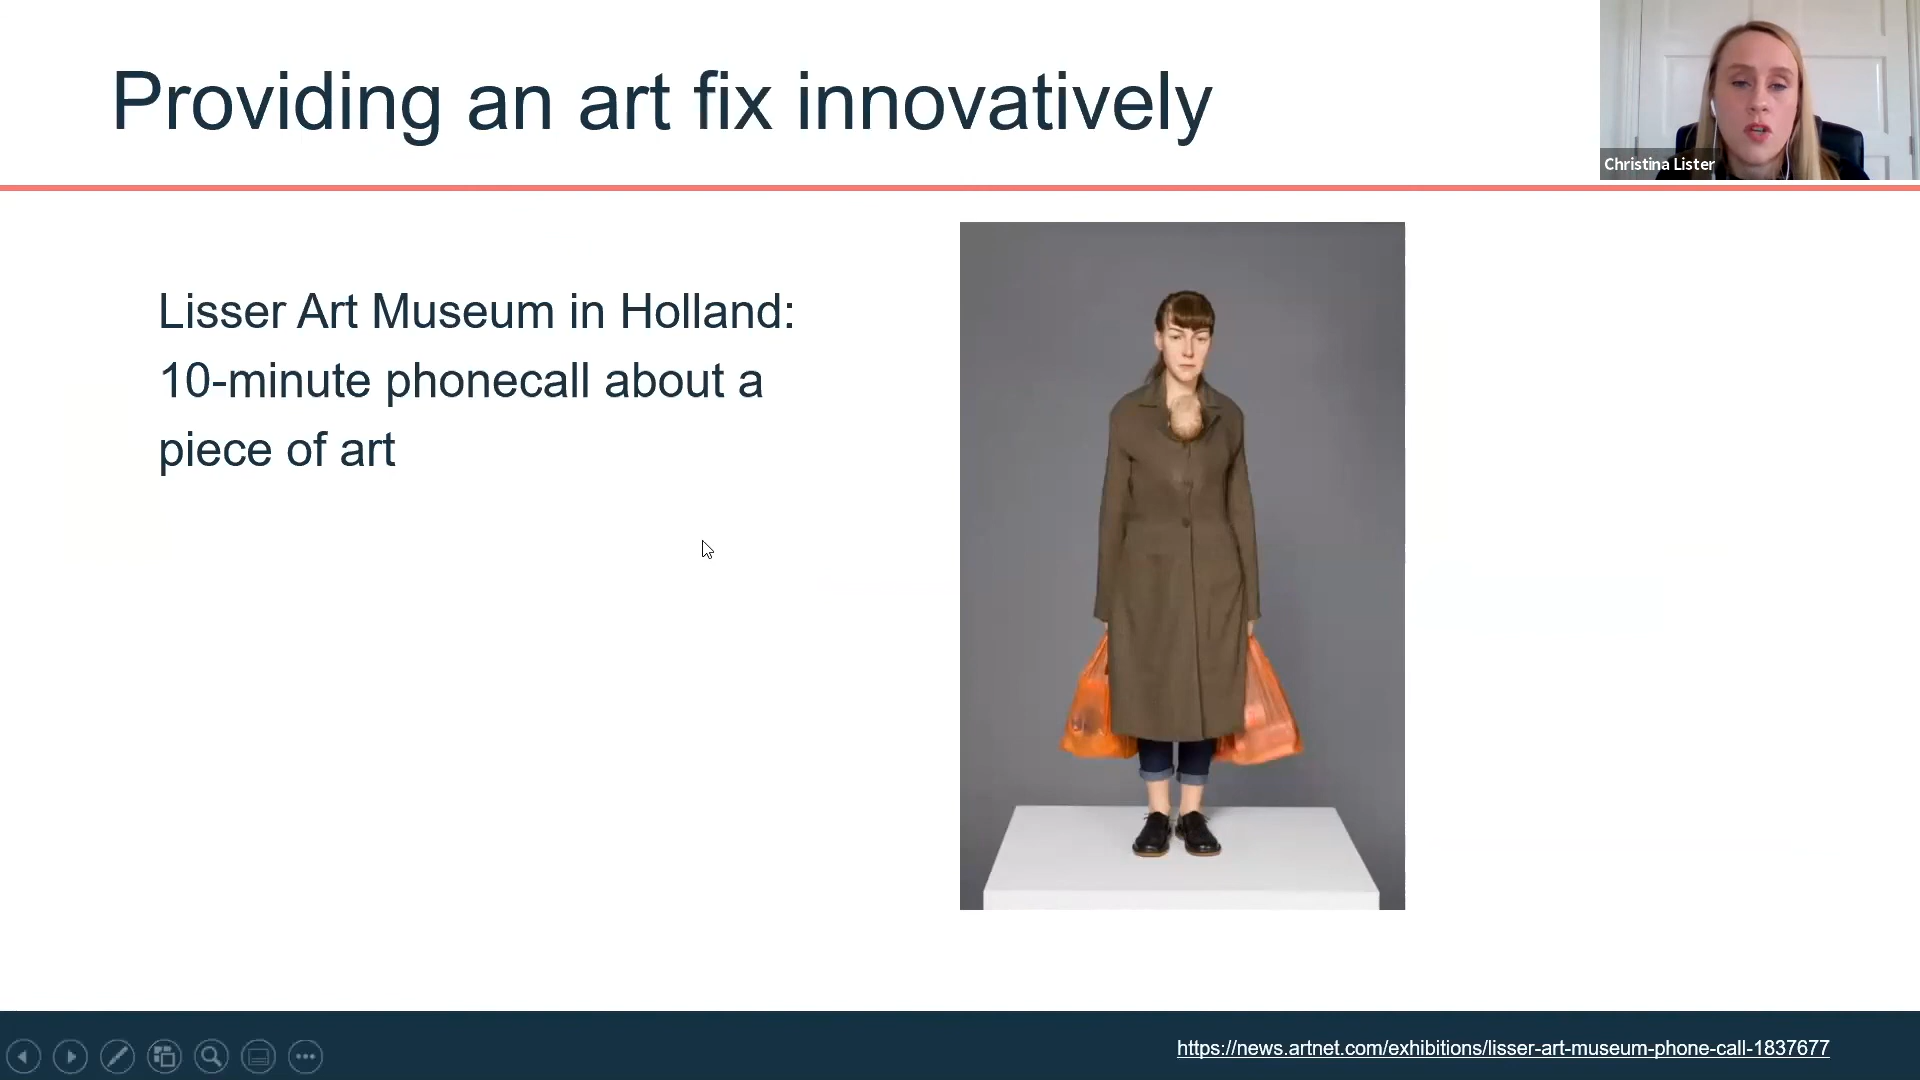 Providing an art fix innovatively
Christina Lister
Lisser Art Museum in Holland:
10-minute phonecall about a
piece of art
https://news.artnet.com/exhibitions/lisser-art-museum-phone-call-1837677